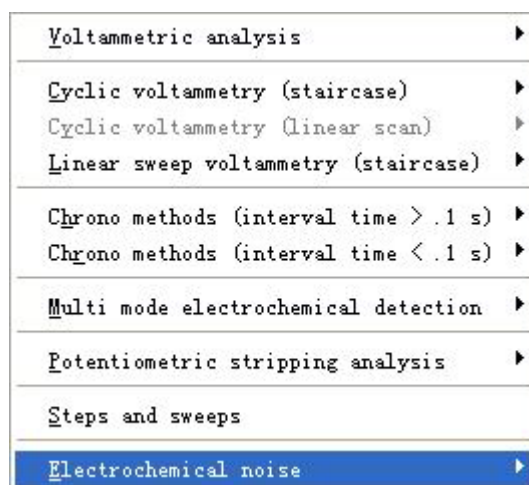 Voltammetric analysis
Cyclic voltammetry (staircase)
Cyclic voltammetry (linear scan)
Linear sweep voltammetry (staircase)
Chrono methods (interval time > .1 s)
Chrono methods (interval time < .1 s)
Multi mode electrochemical detection
Potentiometric stripping analysis
Steps and sweeps
Electrochemical noise